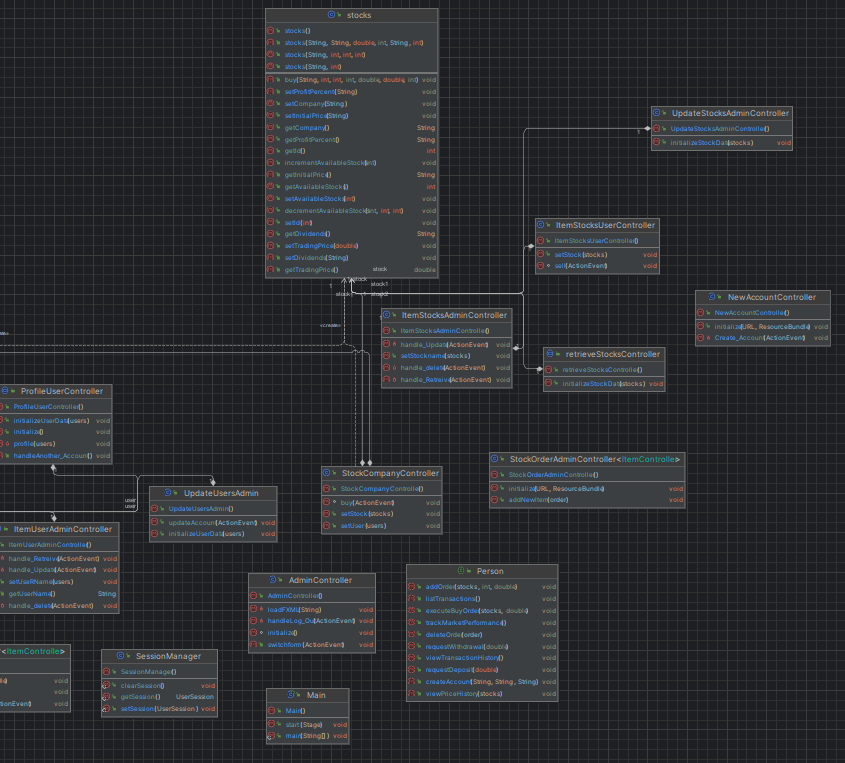 stocks
stocks()
stocks(String, String, double, int, String, int)
stocks(String, int, int, int)
stocks(String, int)
buy(String, int, int, int, double, double, int) void
setProfitPercent(String) void
setCompany(String) void
setInitialPrice(String) void
getCompany() String
getProfitPercent() String
getId() int
incrementAvailableStock(int) void
getInitialPrice() String
getAvailableStock() int
setAvailableStocks(int) void
decrementAvailableStock(int, int, int) void
setId(int) void
getDividends() String
setTradingPrice(double) void
setDividends(String) void
getTradingPrice() double
stock
stock
1
stock1
stock
1
stock2
«create»
UpdateStocksAdminController
UpdateStocksAdminController()
initializeStockData(stocks) void
1
ItemStocksUserController
ItemStocksUserController()
setStock(stocks) void
sell(ActionEvent) void
NewAccountController
NewAccountController()
initialize(URL, ResourceBundle) void
Create_Account(ActionEvent) void
ItemStocksAdminController
ItemStocksAdminController()
handle_Update(ActionEvent) void
setStockname(stocks) void
handle_delete(ActionEvent) void
handle_Retreive(ActionEvent) void
retrieveStocksController
retrieveStocksController()
initializeStockData(stocks) void
ProfileUserController
ProfileUserController()
initializeUserData(users) void
initialize() void
profile(users) void
handleAnother_Account() void
user
user
UpdateUsersAdmin
UpdateUsersAdmin()
updateAccount(ActionEvent) void
initializeUserData(users) void
StockCompanyController
StockCompanyController()
buy(ActionEvent) void
setStock(stocks) void
setUser(users) void
StockOrderAdminController<ItemController>
StockOrderAdminController()
initialize(URL, ResourceBundle) void
addNewItem(order) void
ItemUserAdminController
ItemUserAdminController()
handle_Retreive(ActionEvent) void
handle_Update(ActionEvent) void
setUseRName(users) void
getUserName() String
handle_delete(ActionEvent) void
AdminController
AdminController()
loadFXML(String) void
handleLog_Out(ActionEvent) void
initialize() void
switchform(ActionEvent) void
Person
addOrder(stocks, int, double) void
listTransactions() void
executeBuyOrder(stocks, double) void
trackMarketPerformance() void
deleteOrder(order) void
requestWithdrawal(double) void
viewTransactionHistory() void
requestDeposit(double) void
createAccount(String, String, String) void
viewPriceHistory(stocks) void
<ItemController>
void
void
void
SessionManager
SessionManager()
clearSession() void
getSession() UserSession
setSession(UserSession) void
Main
Main()
start(Stage) void
main(String[]) void